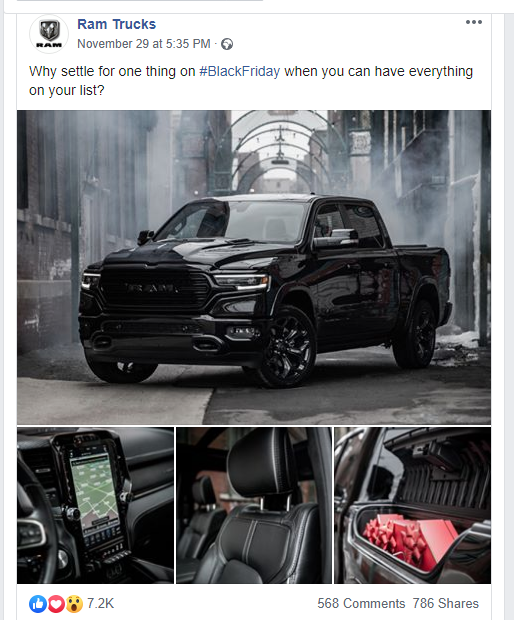 RAM
Ram Trucks
November 29 at 5:35 PM ·
Why settle for one thing on #BlackFriday when you can have everything
on your list?
RAM
7.2K
568 Comments 786 Shares